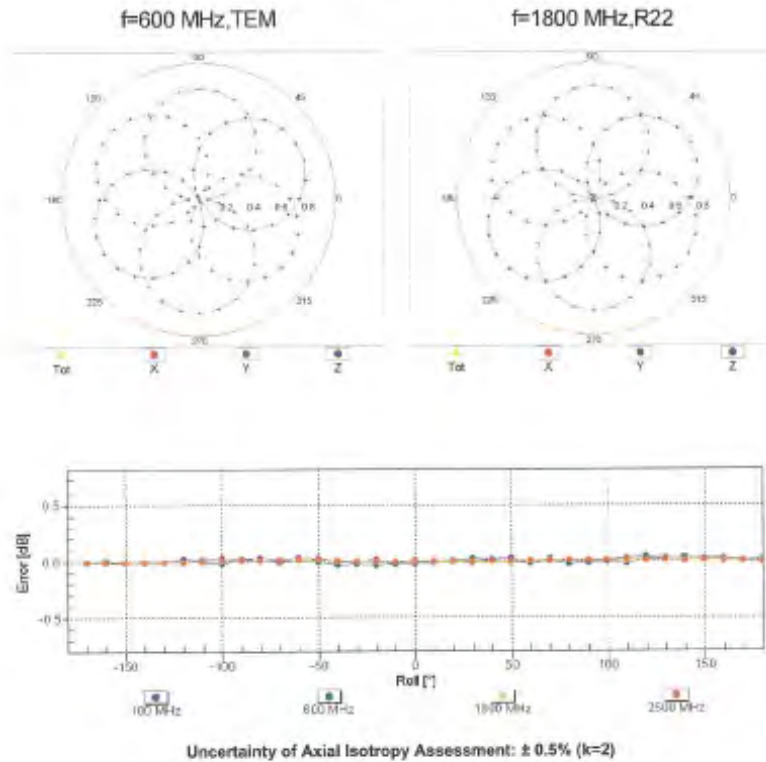 f=600 MHz,TEM
f=1800 MHz,R22
90
135
45
180
0
0.2 0.4 0.6 0.8
225
315
270
Tot X Y Z
90
135
45
180
0
0.2 0.4 0.6 0.8
225
315
270
Tot X Y Z
Error [dB]
0.5
0.0
-0.5
-150 -100 -50 0 50 100 150
Roll [°]
100 MHz 600 MHz 1800 MHz 2500 MHz
Uncertainty of Axial Isotropy Assessment: ± 0.5% (k=2)